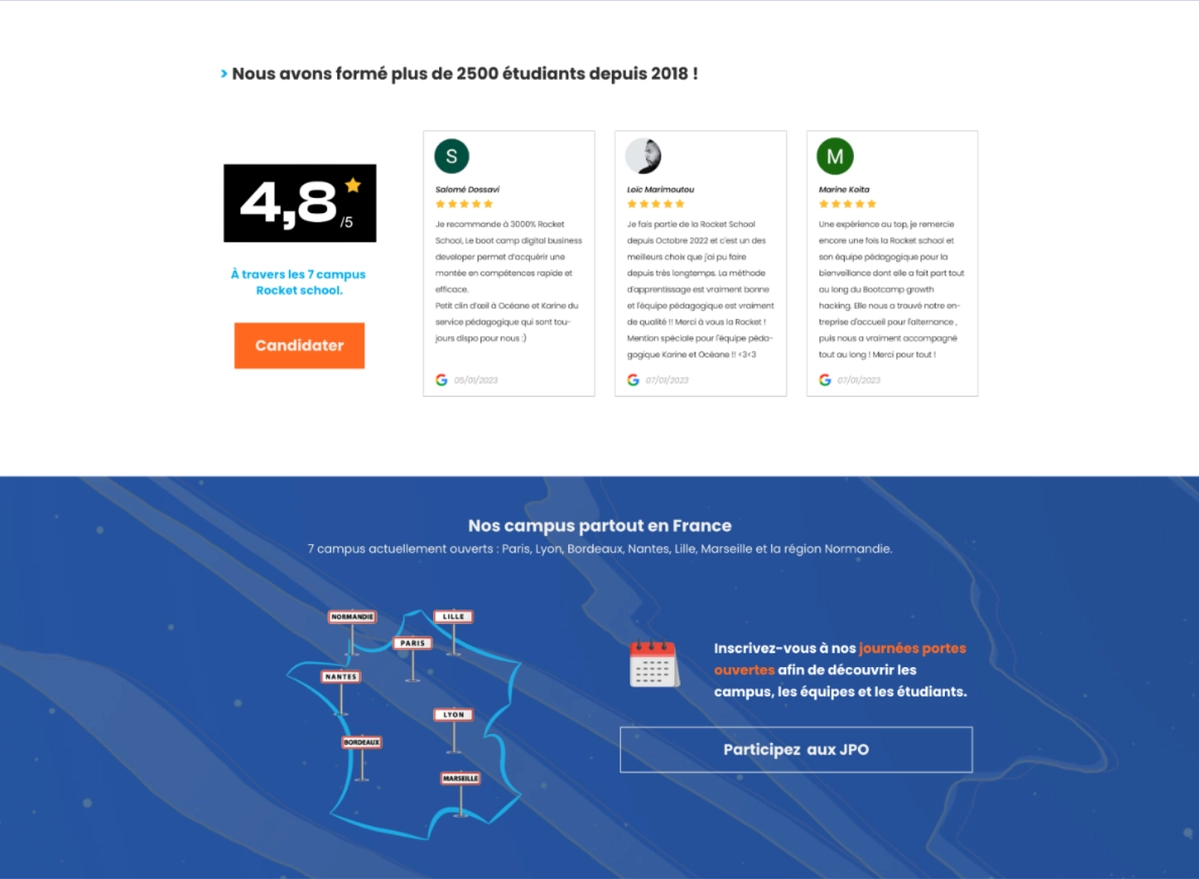 > Nous avons formé plus de 2500 étudiants depuis 2018 !
4,8
/5
À travers les 7 campus
Rocket school.
Candidater
S
Salomé Dossavi
Je recommande à 3000% Rocket
School, Le boot camp digital business
developer permet d'acquérir une
montée en compétences rapide et
efficace.
Petit clin d'œil à Océane et Karine du
service pédagogique qui sont tou-
jours dispo pour nous :)
05/01/2023
Loïc Marimoutou
Je fais partie de la Rocket School
depuis Octobre 2022 et c'est un des
meilleurs choix que j'ai pu faire
depuis très longtemps. La méthode
d'apprentissage est vraiment bonne
et l'équipe pédagogique est vraiment
de qualité !! Merci à vous la Rocket !
Mention spéciale pour l'équipe péda-
gogique Karine et Océane !! <3<3
07/01/2023
M
Marine Koita
Une expérience au top, je remercie
encore une fois la Rocket school et
son équipe pédagogique pour la
bienveillance dont elle a fait part tout
au long du Bootcamp growth
hacking. Elle nous a trouvé notre en-
treprise d'accueil pour l'alternance ,
puis nous a vraiment accompagné
tout au long ! Merci pour tout !
07/01/2023
Nos campus partout en France
7 campus actuellement ouverts : Paris, Lyon, Bordeaux, Nantes, Lille, Marseille et la région Normandie.
NORMANDIE
LILLE
PARIS
NANTES
LYON
BORDEAUX
MARSEILLE
Inscrivez-vous à nos journées portes
ouvertes afin de découvrir les
campus, les équipes et les étudiants.
Participez aux JPO